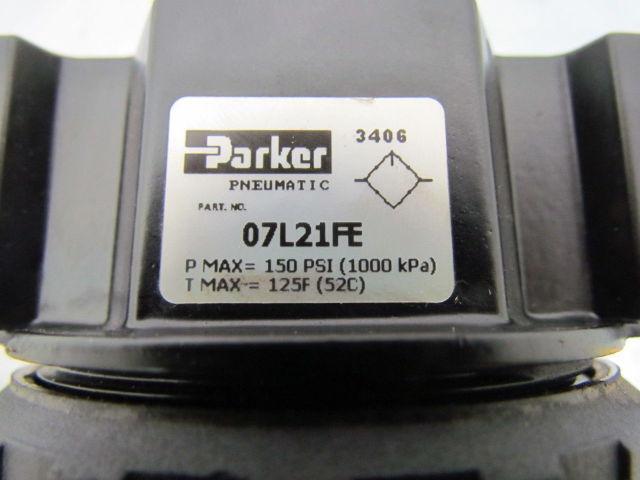 Parker
3406
PNEUMATIC
PART. NO.
07L21FE
P MAX= 150 PSI (1000 kPa)
T MAX = 125F (52C)